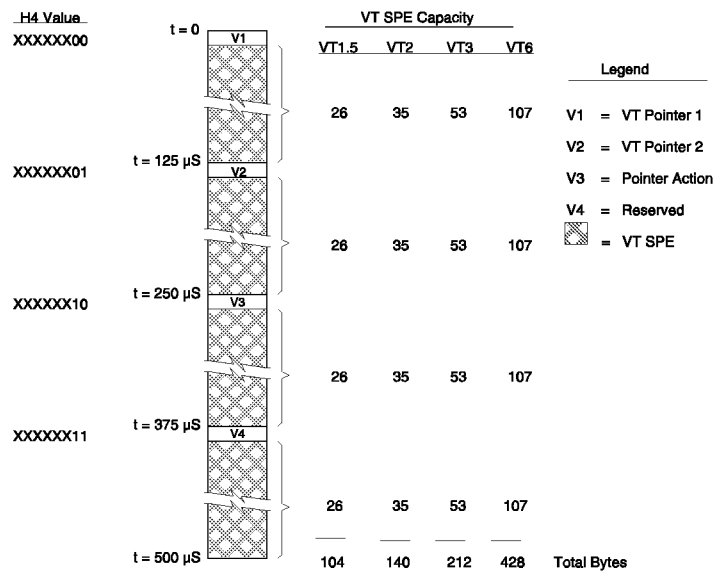 H4 Value
VT SPE Capacity
XXXXXX00
t = 0
V1
VT1.5 VT2 VT3 VT6
Legend
26 35 53 107
V1 = VT Pointer 1
V2 = VT Pointer 2
XXXXXX01
t = 125 µS
V2
V3 = Pointer Action
V4 = Reserved
= VT SPE
26 35 53 107
XXXXXX10
t = 250 µS
V3
26 35 53 107
XXXXXX11
t = 375 µS
V4
26 35 53 107
t = 500 µS
104 140 212 428 Total Bytes